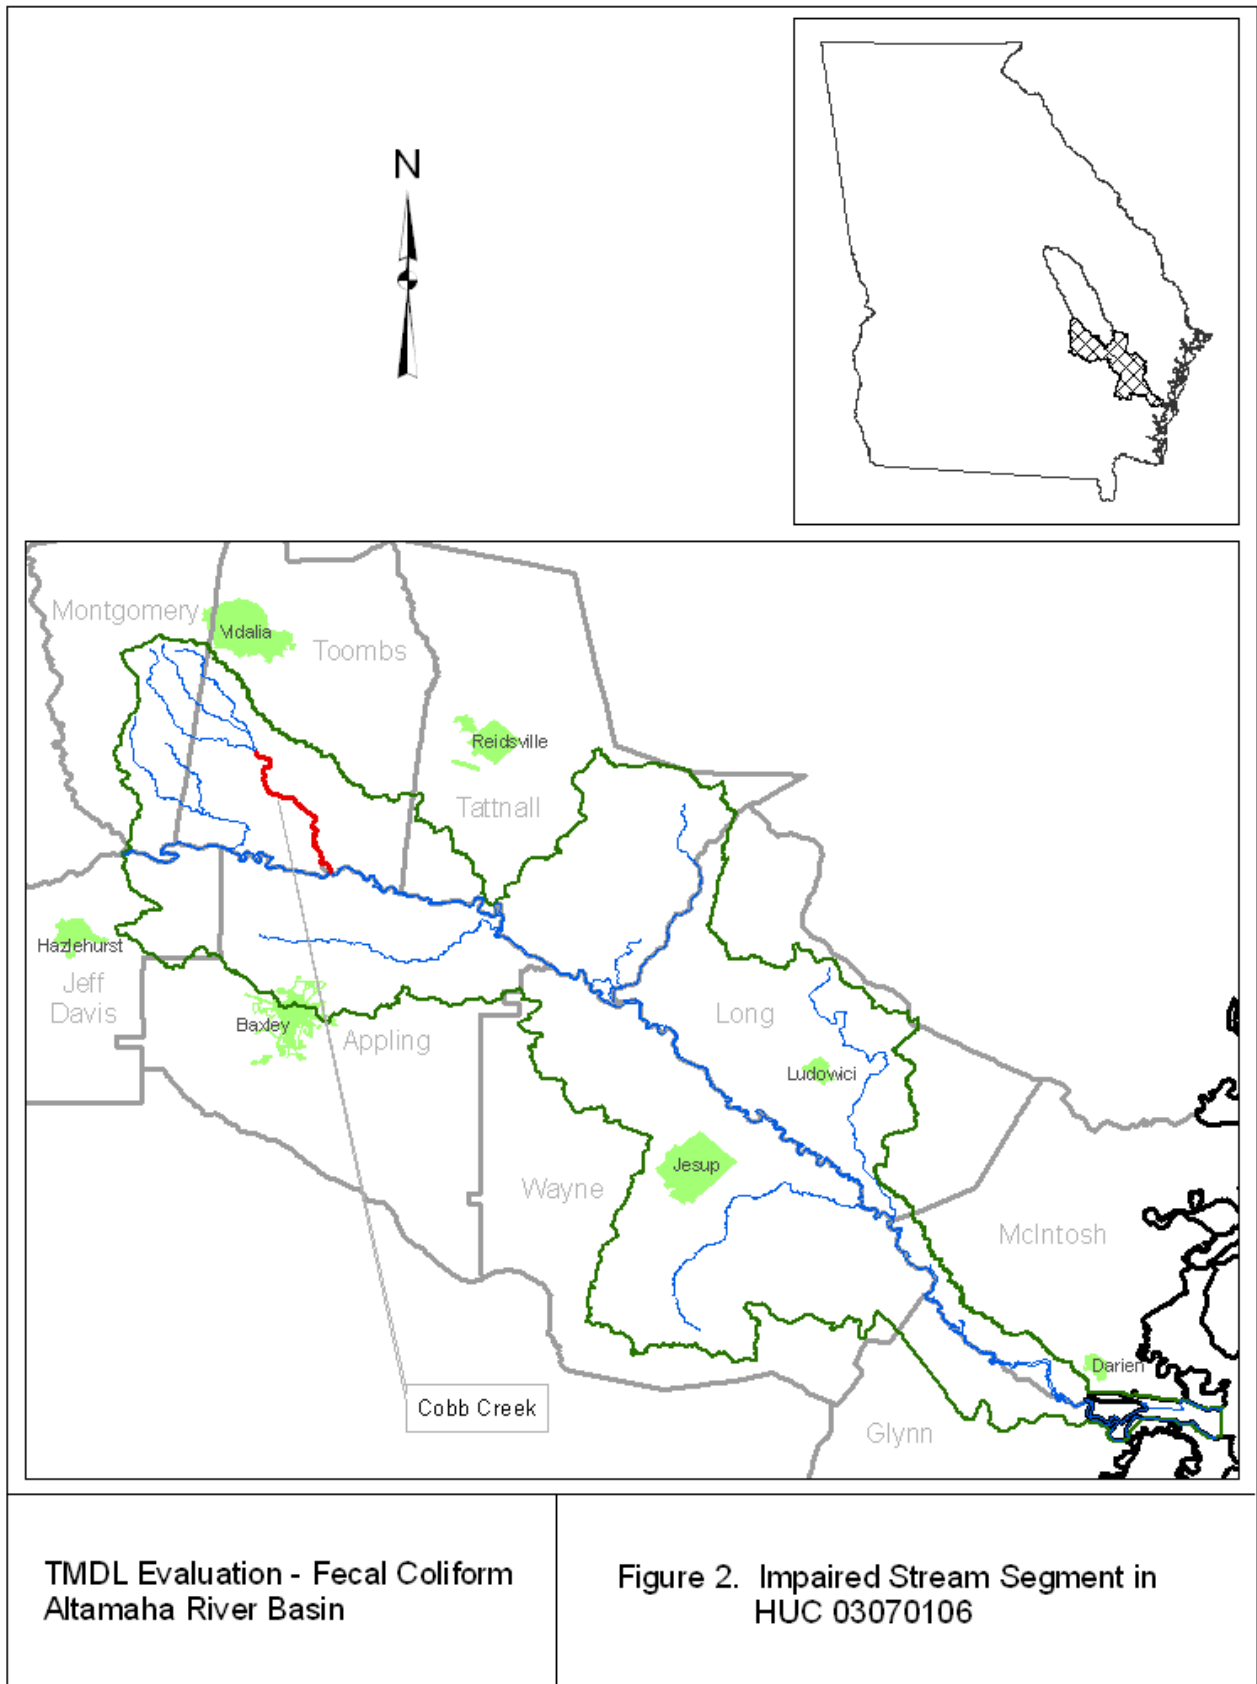 N
Montgomery
Vidalia
Toombs
Reidsville
Tattnall
Hazlehurst
Jeff
Davis
Baxley
Appling
Long
Ludowici
Jesup
Wayne
McIntosh
Darien
Cobb Creek
Glynn
TMDL Evaluation - Fecal Coliform
Altamaha River Basin
Figure 2. Impaired Stream Segment in
HUC 03070106